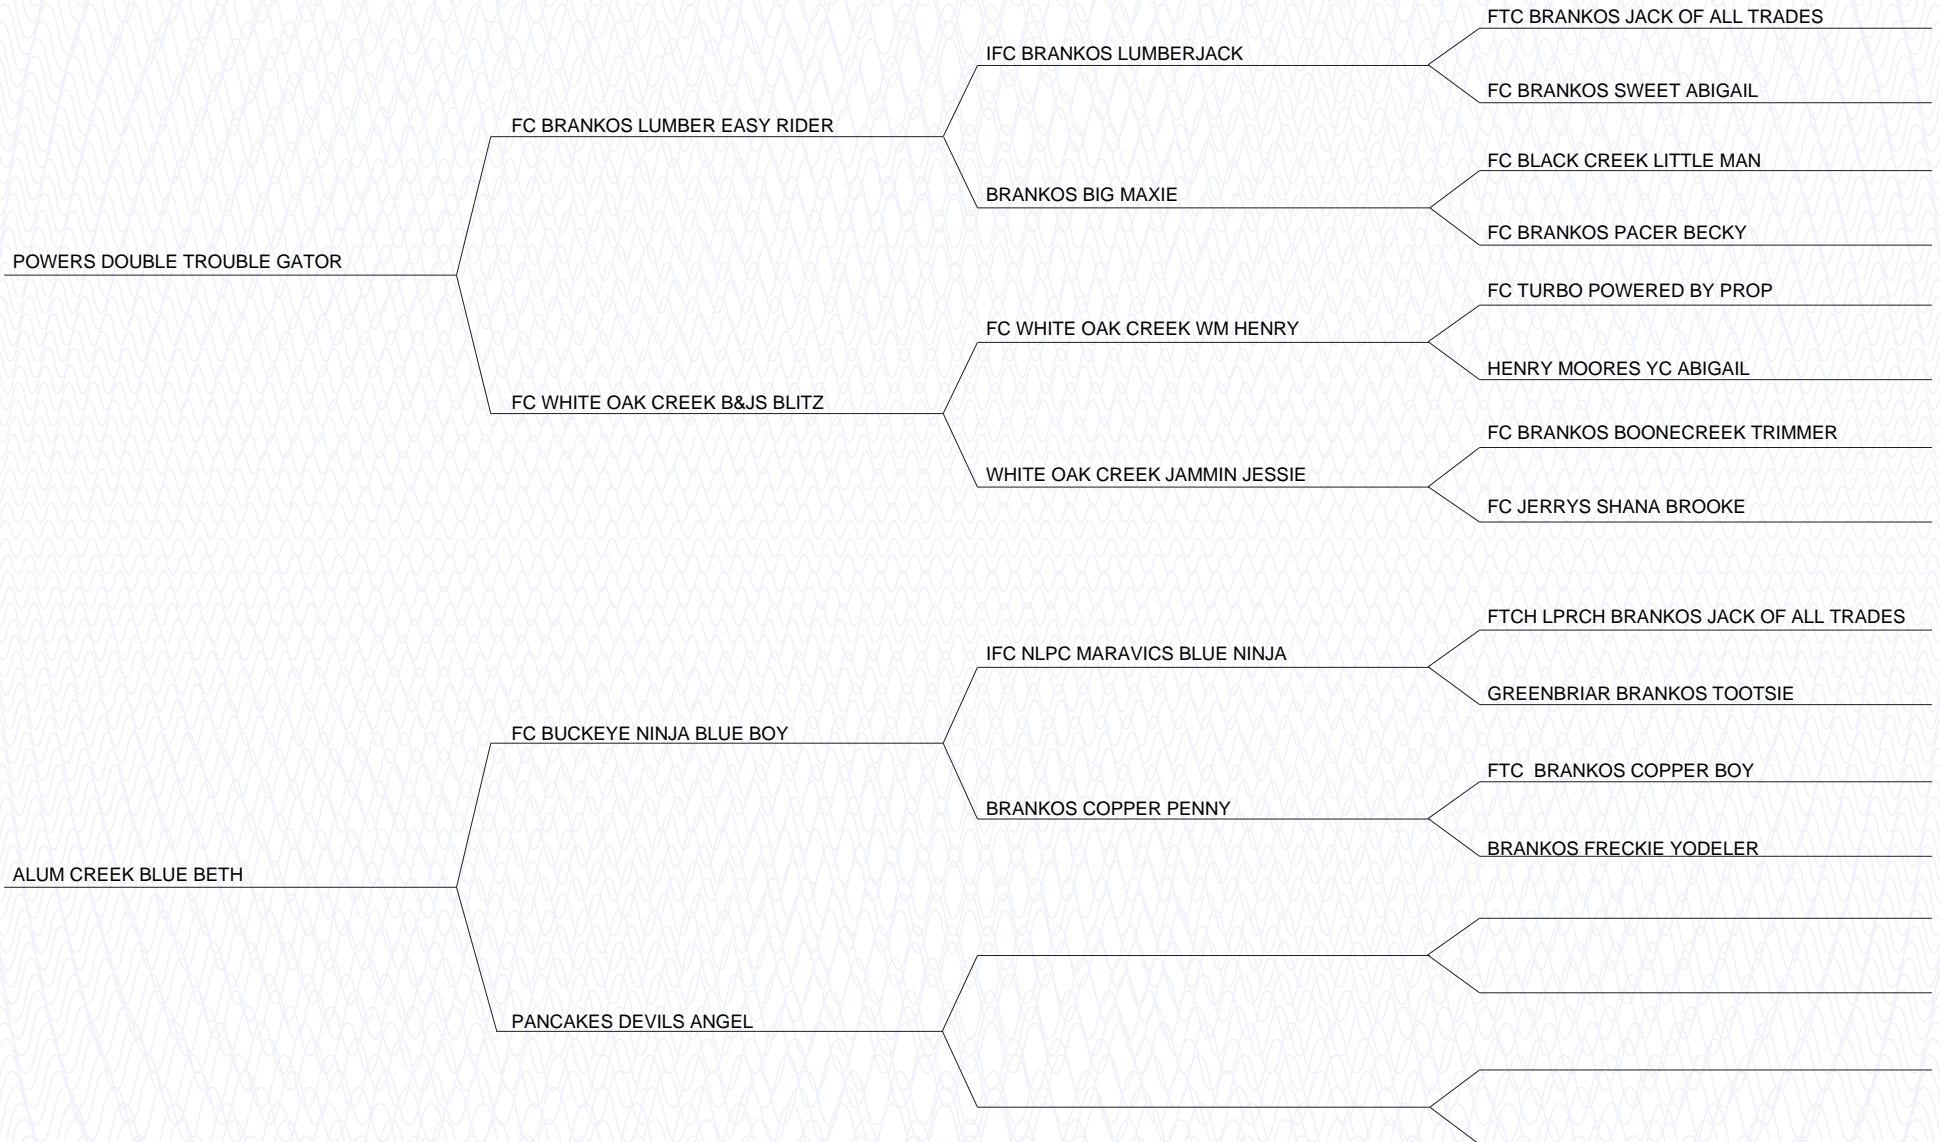 FTC BRANKOS JACK OF ALL TRADES
IFC BRANKOS LUMBERJACK
FC BRANKOS SWEET ABIGAIL
FC BRANKOS LUMBER EASY RIDER
FC BLACK CREEK LITTLE MAN
BRANKOS BIG MAXIE
FC BRANKOS PACER BECKY
POWERS DOUBLE TROUBLE GATOR
FC TURBO POWERED BY PROP
FC WHITE OAK CREEK WM HENRY
HENRY MOORES YC ABIGAIL
FC WHITE OAK CREEK B&JS BLITZ
FC BRANKOS BOONECREEK TRIMMER
WHITE OAK CREEK JAMMIN JESSIE
FC JERRYS SHANA BROOKE
FTCH LPRCH BRANKOS JACK OF ALL TRADES
IFC NLPC MARAVICS BLUE NINJA
GREENBRIAR BRANKOS TOOTSIE
FC BUCKEYE NINJA BLUE BOY
FTC  BRANKOS COPPER BOY
BRANKOS COPPER PENNY
BRANKOS FRECKIE YODELER
ALUM CREEK BLUE BETH
PANCAKES DEVILS ANGEL